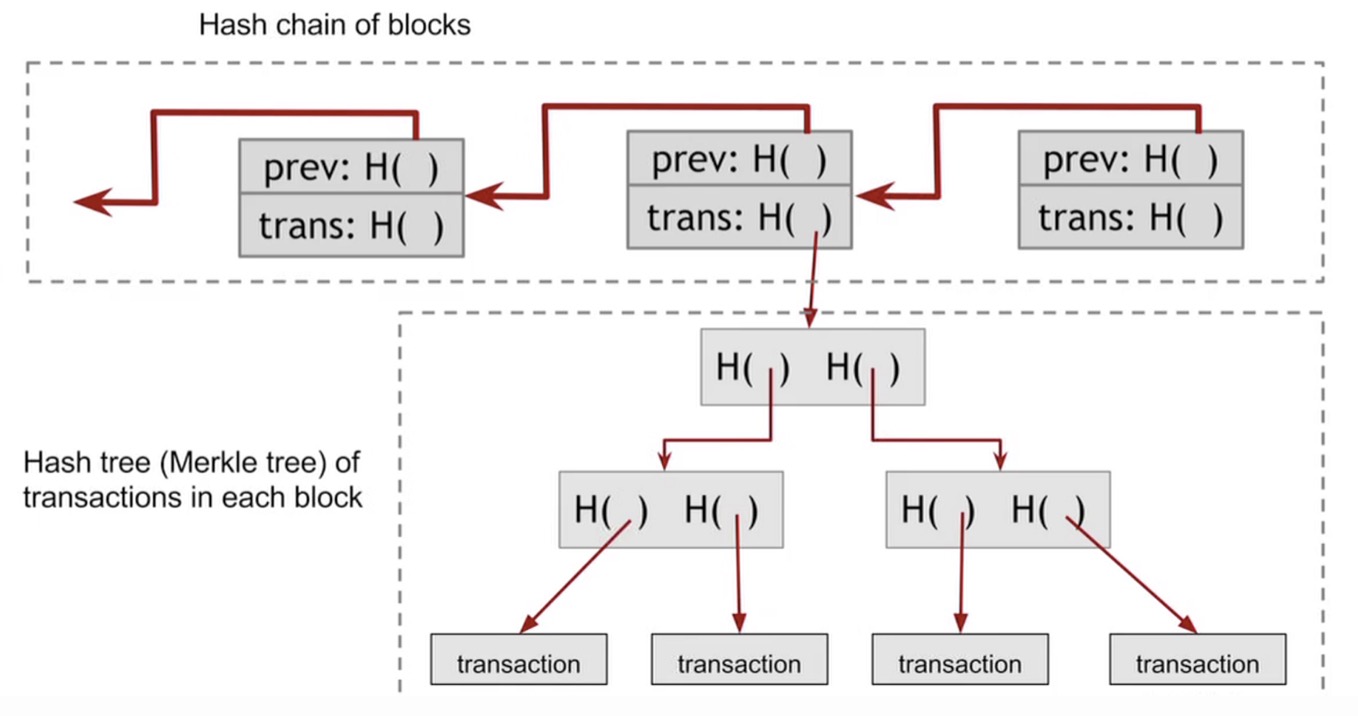 Hash chain of blocks
prev: H( )
trans: H( )
prev: H( )
trans: H( )
prev: H( )
trans: H( )
H( ) H( )
Hash tree (Merkle tree) of
transactions in each block
H( ) H( )
H( ) H( )
transaction
transaction
transaction
transaction